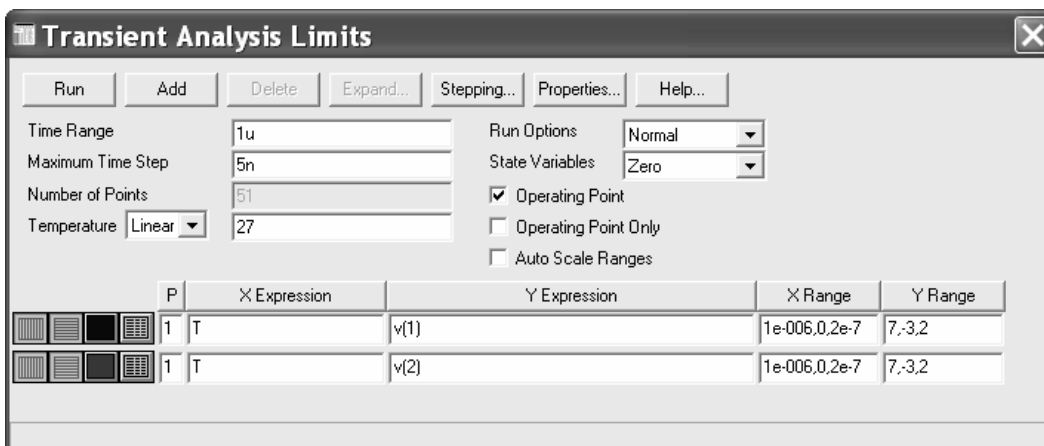 Transient Analysis Limits
Run Add Delete Expand... Stepping... Properties... Help...
Time Range 1u Run Options Normal
Maximum Time Step 5n State Variables Zero
Number of Points 51 Operating Point
Temperature Linear 27 Operating Point Only
Auto Scale Ranges
P X Expression Y Expression X Range Y Range
1 T v(1) 1e-006,0,2e-7 7,-3,2
1 T v(2) 1e-006,0,2e-7 7,-3,2